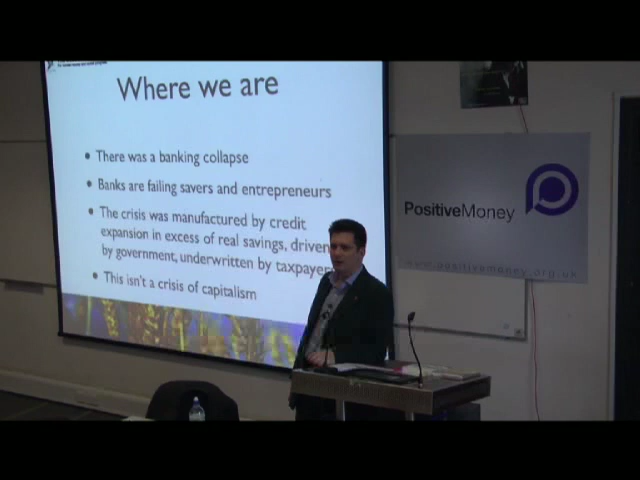 Where we are
• There was a banking collapse
• Banks are failing savers and entrepreneurs
• The crisis was manufactured by credit
expansion in excess of real savings, driven
by government, underwritten by taxpayer
• This isn't a crisis of capitalism
PositiveMoney
www.positivemoney.org.uk